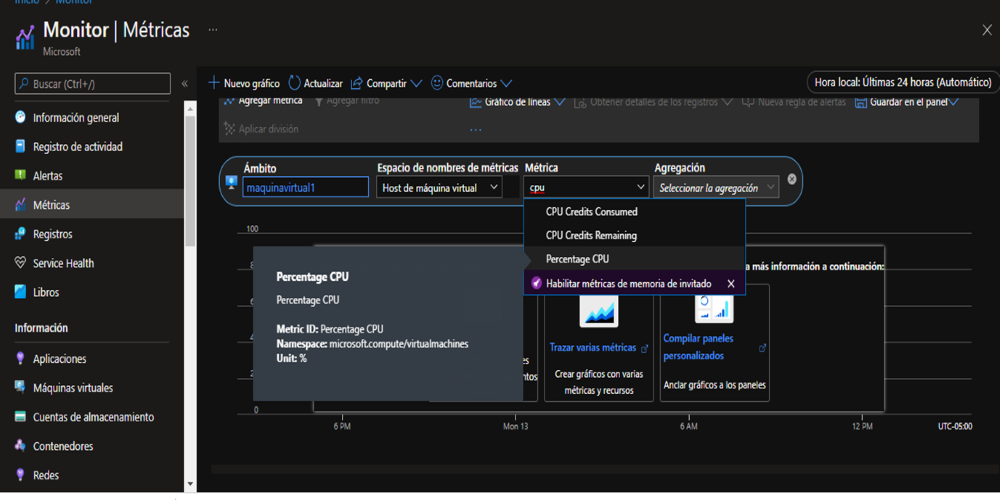 Inicio > Monitor
Monitor | Métricas ...
Microsoft
Buscar (Ctrl+/)
«
Información general
Registro de actividad
Alertas
Métricas
Registros
Service Health
Libros
Información
Aplicaciones
Máquinas virtuales
Cuentas de almacenamiento
Contenedores
Redes
Nuevo gráfico
Actualizar
Compartir
Comentarios
Hora local: Últimas 24 horas (Automático)
Agregar métrica
Agregar filtro
Gráfico de líneas
Obtener detalles de los registros
Nueva regla de alertas
Guardar en el panel
Aplicar división
...
Ámbito
maquinavirtual1
Espacio de nombres de métricas
Host de máquina virtual
Métrica
cpu
Agregación
Seleccionar la agregación
CPU Credits Consumed
CPU Credits Remaining
Percentage CPU
Habilitar métricas de memoria de invitado
100
Percentage CPU
Percentage CPU
Metric ID: Percentage CPU
Namespace: microsoft.compute/virtualmachines
Unit: %
a más información a continuación:
Trazar varias métricas
Crear gráficos con varias
métricas y recursos
Compilar paneles
personalizados
Anclar gráficos a los paneles
0
6 PM
Mon 13
6 AM
12 PM
UTC-05:00